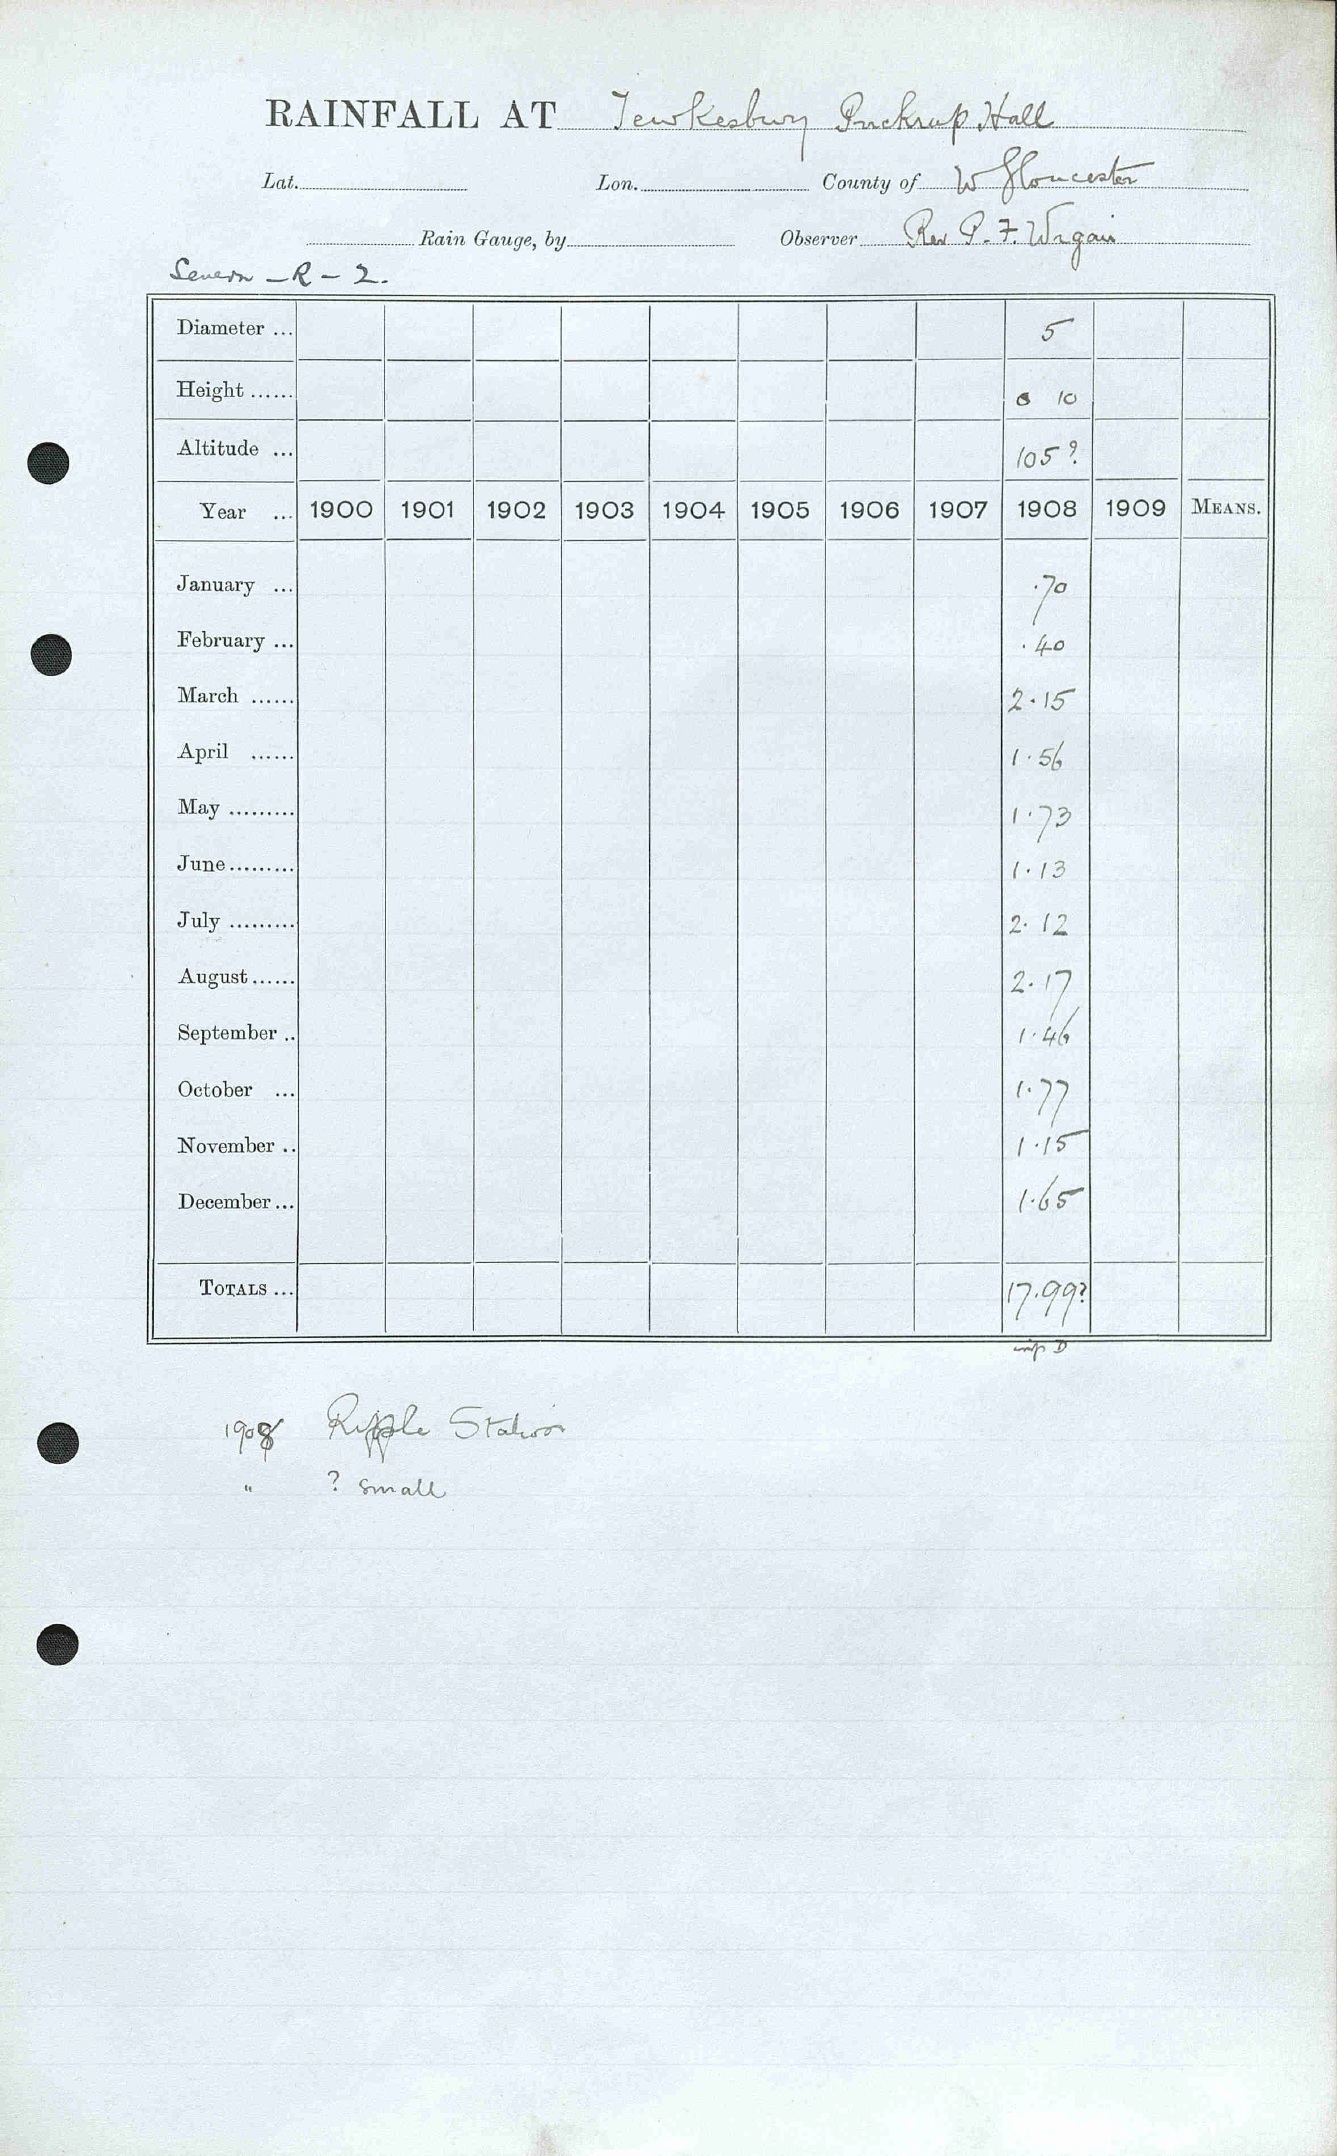 RAINFALL AT Tewkesbury Puckrup Hall
Lat. Lon. County of W Gloucester
Rain Gauge, by Observer Rev P. F. Wigan
Severn - R - 2.
Diameter ... 5
Height ...... 0 10
Altitude ... 105?
Year ... 1900 1901 1902 1903 1904 1905 1906 1907 1908 1909 MEANS.
January ... .70
February ... .40
March ...... 2.15
April ...... 1.56
May ......... 1.73
June ......... 1.13
July ......... 2.12
August ...... 2.17
September .. 1.46
October ... 1.77
November .. 1.15
December ... 1.65
TOTALS ... 17.99?
D
1908 Ripple Station
" ? small